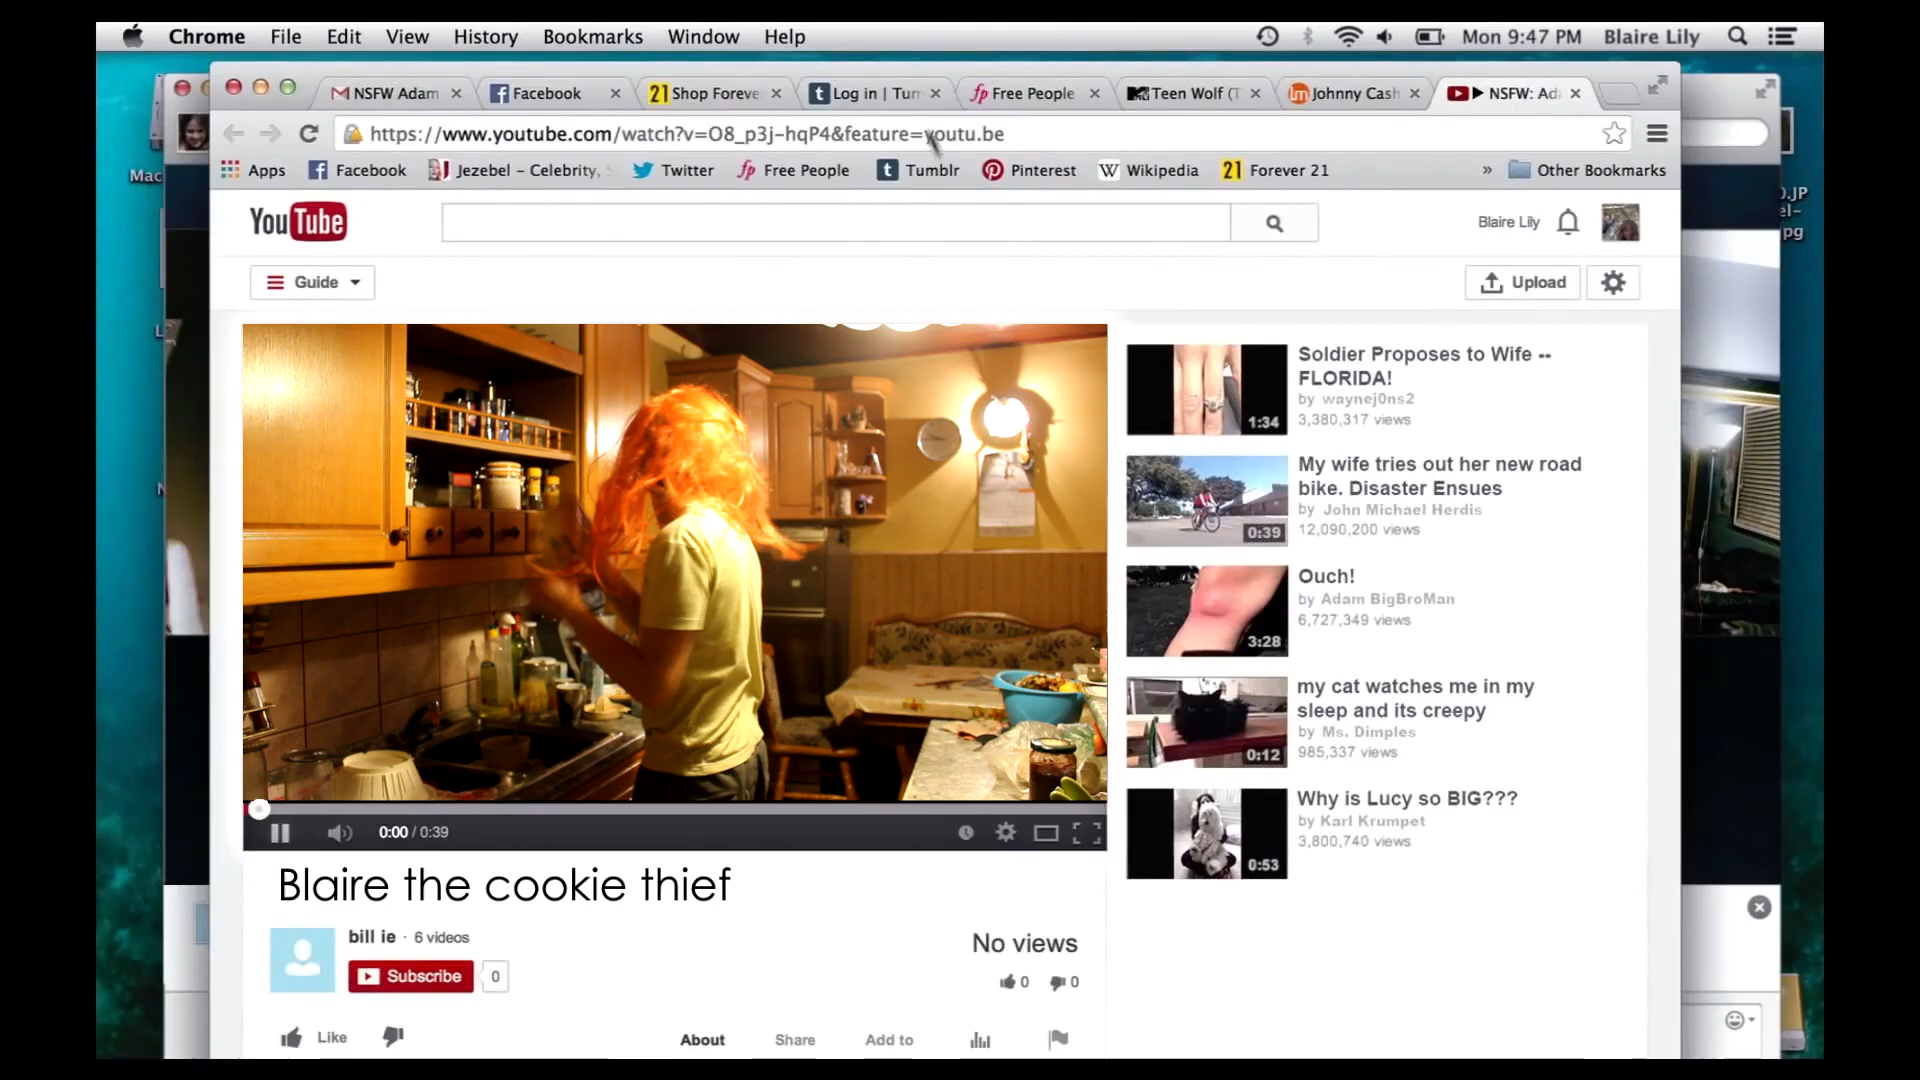 Chrome File Edit View History Bookmarks Window Help Mon 9:47 PM Blaire Lily
NSFW Adam Facebook 21 Shop Foreve Log in | Tum fp Free People Teen Wolf (T Johnny Cash NSFW: Ad
https://www.youtube.com/watch?v=O8_p3j-hqP4&feature=youtu.be
Apps Facebook Jezebel – Celebrity, Twitter fp Free People Tumblr Pinterest W Wikipedia 21 Forever 21 » Other Bookmarks
Mac
.JP
el-
pg
YouTube
Blaire Lily
Guide
Upload
Soldier Proposes to Wife --
FLORIDA!
by waynej0ns2
3,380,317 views
1:34
My wife tries out her new road
bike. Disaster Ensues
by John Michael Herdis
12,090,200 views
0:39
Ouch!
by Adam BigBroMan
6,727,349 views
3:28
my cat watches me in my
sleep and its creepy
by Ms. Dimples
985,337 views
0:12
Why is Lucy so BIG???
by Karl Krumpet
3,800,740 views
0:53
0:00 / 0:39
Blaire the cookie thief
bill ie · 6 videos
Subscribe 0
No views
0 0
Like
About Share Add to